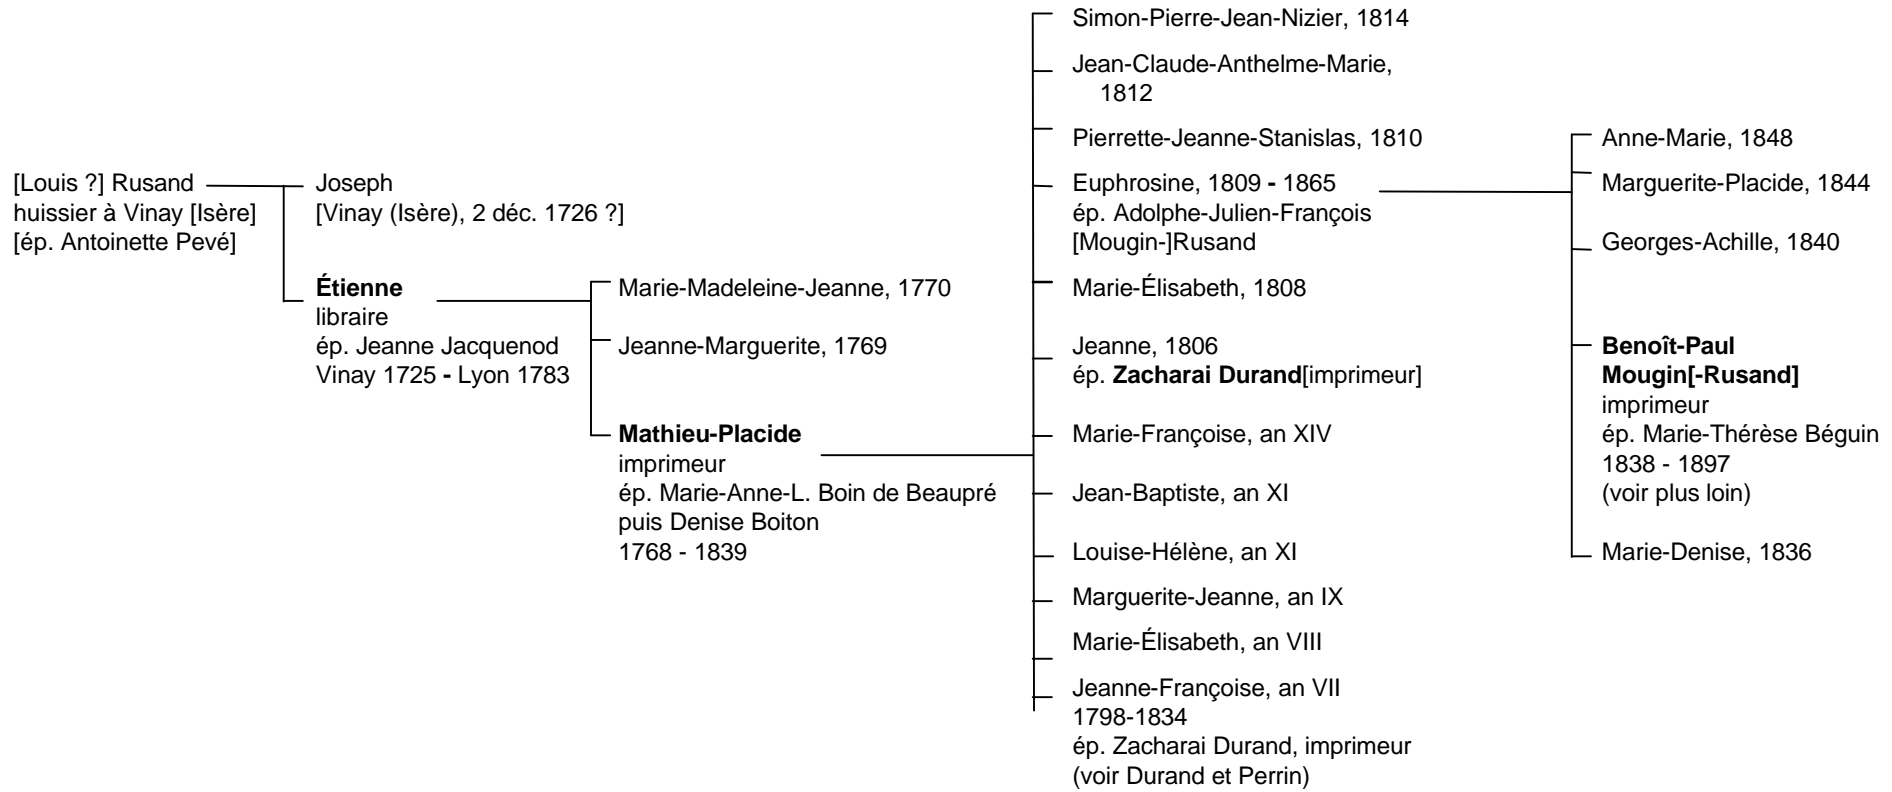 [Louis ?] Rusand
huissier à Vinay [Isère]
[ép. Antoinette Pevé]
Joseph
[Vinay (Isère), 2 déc. 1726 ?]
Étienne
libraire
ép. Jeanne Jacquenod
Vinay 1725 - Lyon 1783
Marie-Madeleine-Jeanne, 1770
Jeanne-Marguerite, 1769
Mathieu-Placide
imprimeur
ép. Marie-Anne-L. Boin de Beaupré
puis Denise Boiton
1768 - 1839
Simon-Pierre-Jean-Nizier, 1814
Jean-Claude-Anthelme-Marie,
1812
Pierrette-Jeanne-Stanislas, 1810
Euphrosine, 1809 - 1865
ép. Adolphe-Julien-François
[Mougin-]Rusand
Marie-Élisabeth, 1808
Jeanne, 1806
ép. Zacharai Durand[imprimeur]
Marie-Françoise, an XIV
Jean-Baptiste, an XI
Louise-Hélène, an XI
Marguerite-Jeanne, an IX
Marie-Élisabeth, an VIII
Jeanne-Françoise, an VII
1798-1834
ép. Zacharai Durand, imprimeur
(voir Durand et Perrin)
Anne-Marie, 1848
Marguerite-Placide, 1844
Georges-Achille, 1840
Benoît-Paul
Mougin[-Rusand]
imprimeur
ép. Marie-Thérèse Béguin
1838 - 1897
(voir plus loin)
Marie-Denise, 1836